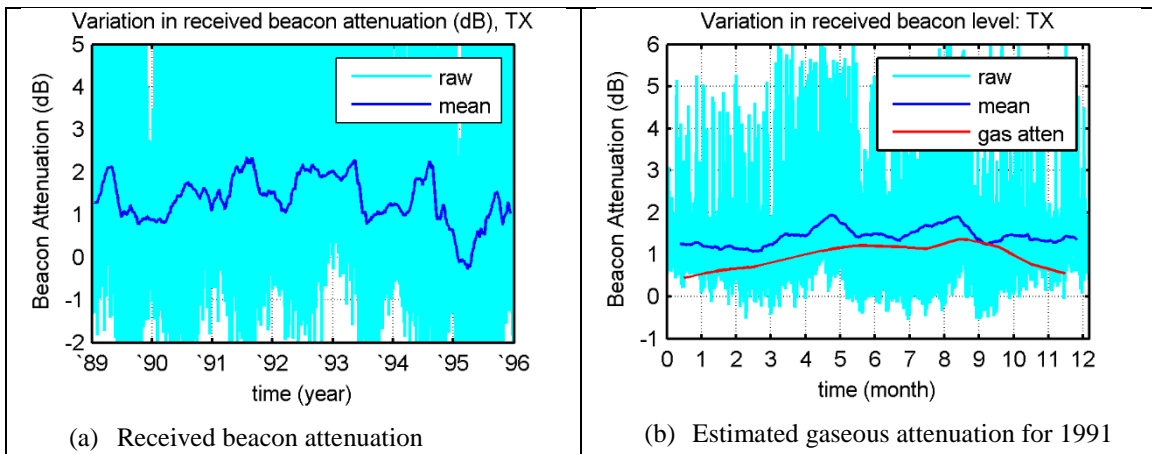 Variation in received beacon attenuation (dB), TX
Beacon Attenuation (dB)
5
4
3
2
1
0
-1
-2
raw
mean
`89 `90 `91 `92 `93 `94 `95 `96
time (year)
(a) Received beacon attenuation
Variation in received beacon level: TX
Beacon Attenuation (dB)
6
5
4
3
2
1
0
-1
raw
mean
gas atten
0 1 2 3 4 5 6 7 8 9 10 11 12
time (month)
(b) Estimated gaseous attenuation for 1991